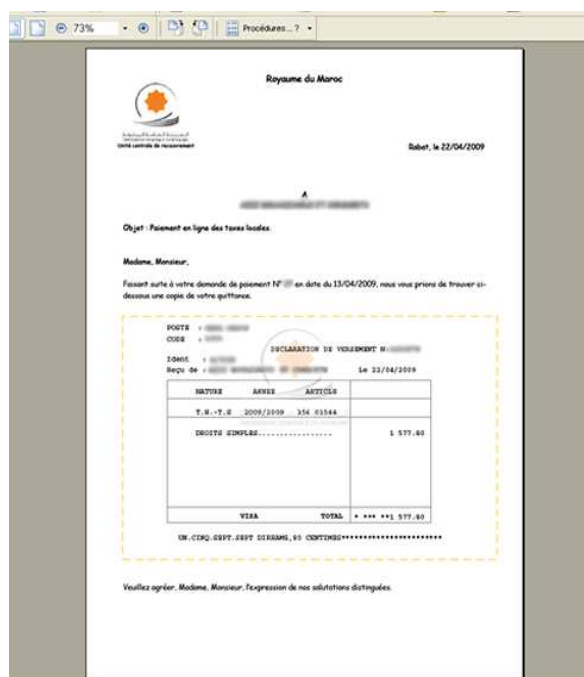 73%
Procédures... ?
Royaume du Maroc
Unité centrale de recouvrement
Rabat, le 22/04/2009
A
Objet : Paiement en ligne des taxes locales.
Madame, Monsieur,
Faisant suite à votre demande de paiement N° en date du 13/04/2009, nous vous prions de trouver ci-
dessous une copie de votre quittance.
POSTE :
CODE :
DECLARATION DE VERSEMENT N:
Ident :
Reçu de : Le 22/04/2009
NATURE ANNEE ARTICLE
T.H.-T.S 2009/2009 356 01544
DROITS SIMPLES................. 1 577.80
VISA TOTAL * *** **1 577.80
UN.CINQ.SEPT.SEPT DIRHAMS,80 CENTIMES***********************
Veuillez agréer, Madame, Monsieur, l'expression de nos salutations distinguées.